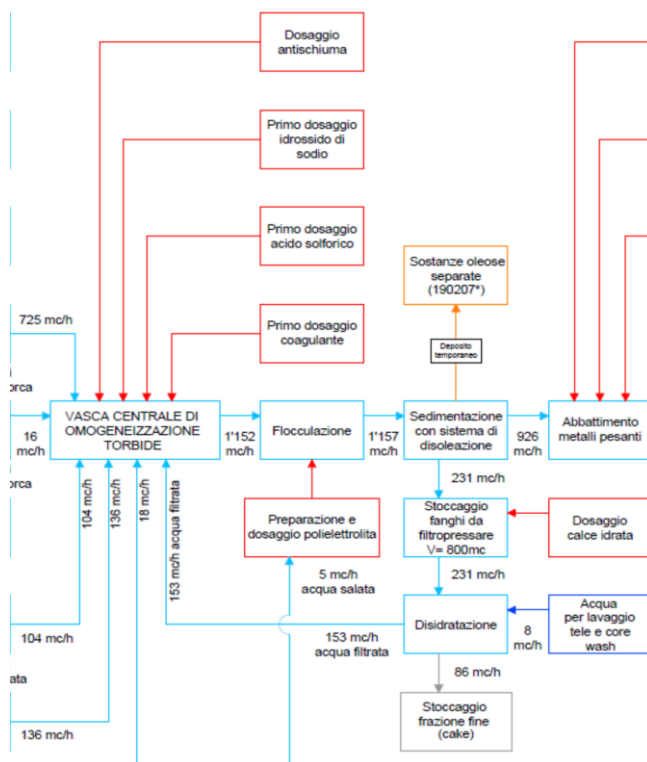 Dosaggio
antischiuma
Primo dosaggio
idrossido di
sodio
Primo dosaggio
acido solforico
Sostanze oleose
separate
(190207*)
725 mc/h
Primo dosaggio
coagulante
Deposito
temporaneo
orca
16
mc/h
VASCA CENTRALE DI
OMOGENEIZZAZIONE
TORBIDE
1'152
mc/h
Flocculazione
1'157
mc/h
Sedimentazione
con sistema di
disoleazione
926
mc/h
Abbattimento
metalli pesanti
orca
104 mc/h
136 mc/h
18 mc/h
153 mc/h acqua filtrata
231 mc/h
Preparazione e
dosaggio polielettrolita
Stoccaggio
fanghi da
filtropressare
V= 800mc
Dosaggio
calce idrata
5 mc/h
acqua salata
231 mc/h
104 mc/h
153 mc/h
acqua filtrata
Disidratazione
8
mc/h
Acqua
per lavaggio
tele e core
wash
ata
86 mc/h
136 mc/h
Stoccaggio
frazione fine
(cake)